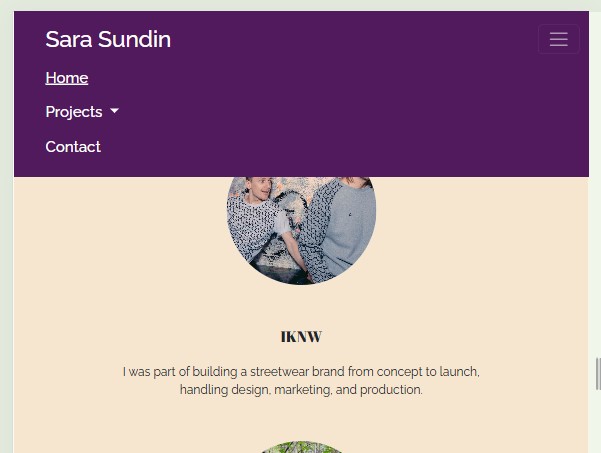 Sara Sundin
Home
Projects
Contact
IKNW
I was part of building a streetwear brand from concept to launch,
handling design, marketing, and production.